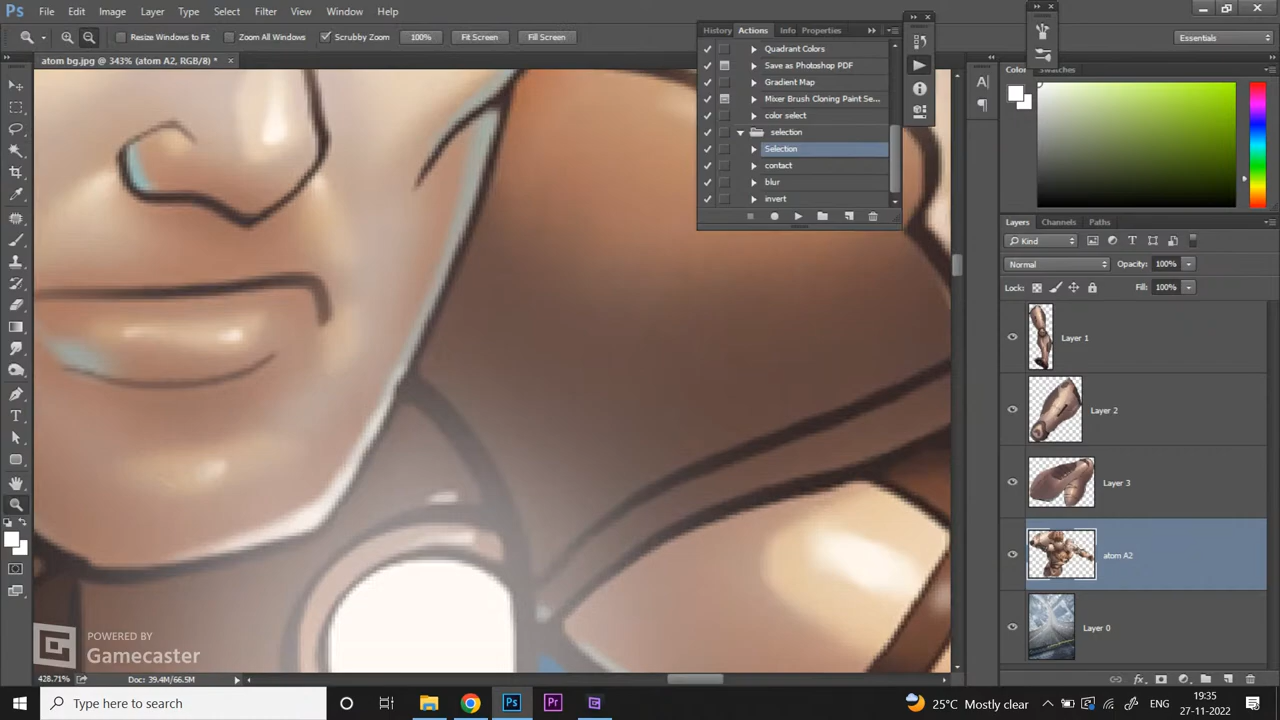 Ps File Edit Image Layer Type Select Filter View Window Help
Resize Windows to Fit Zoom All Windows Scrubby Zoom 100% Fit Screen Fill Screen Essentials
atom bg.jpg @ 343% (atom A2, RGB/8) *
History Actions Info Properties
Quadrant Colors
Save as Photoshop PDF
Gradient Map
Mixer Brush Cloning Paint Se...
color select
selection
Selection
contact
blur
invert
Color Swatches
Layers Channels Paths
Kind
Normal Opacity: 100%
Lock: Fill: 100%
Layer 1
Layer 2
Layer 3
atom A2
Layer 0
POWERED BY
Gamecaster
428.71% Doc: 39.4M/66.5M
Type here to search
25°C Mostly clear ENG
19:35
27-11-2022